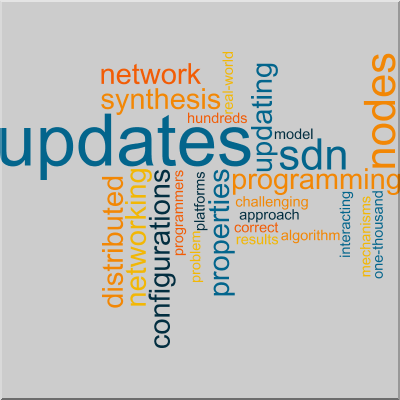 network
real-world
synthesis
hundreds
updating
nodes
updates
model
sdn
programming
distributed
networking
configurations
programmers
platforms
problem
properties
challenging
approach
correct
results
algorithm
interacting
mechanisms
one-thousand